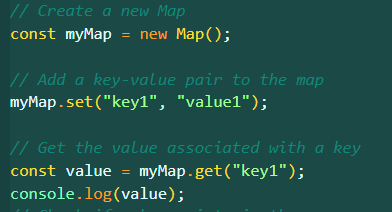 // Create a new Map
const myMap = new Map();
// Add a key-value pair to the map
myMap.set("key1", "value1");
// Get the value associated with a key
const value = myMap.get("key1");
console.log(value);